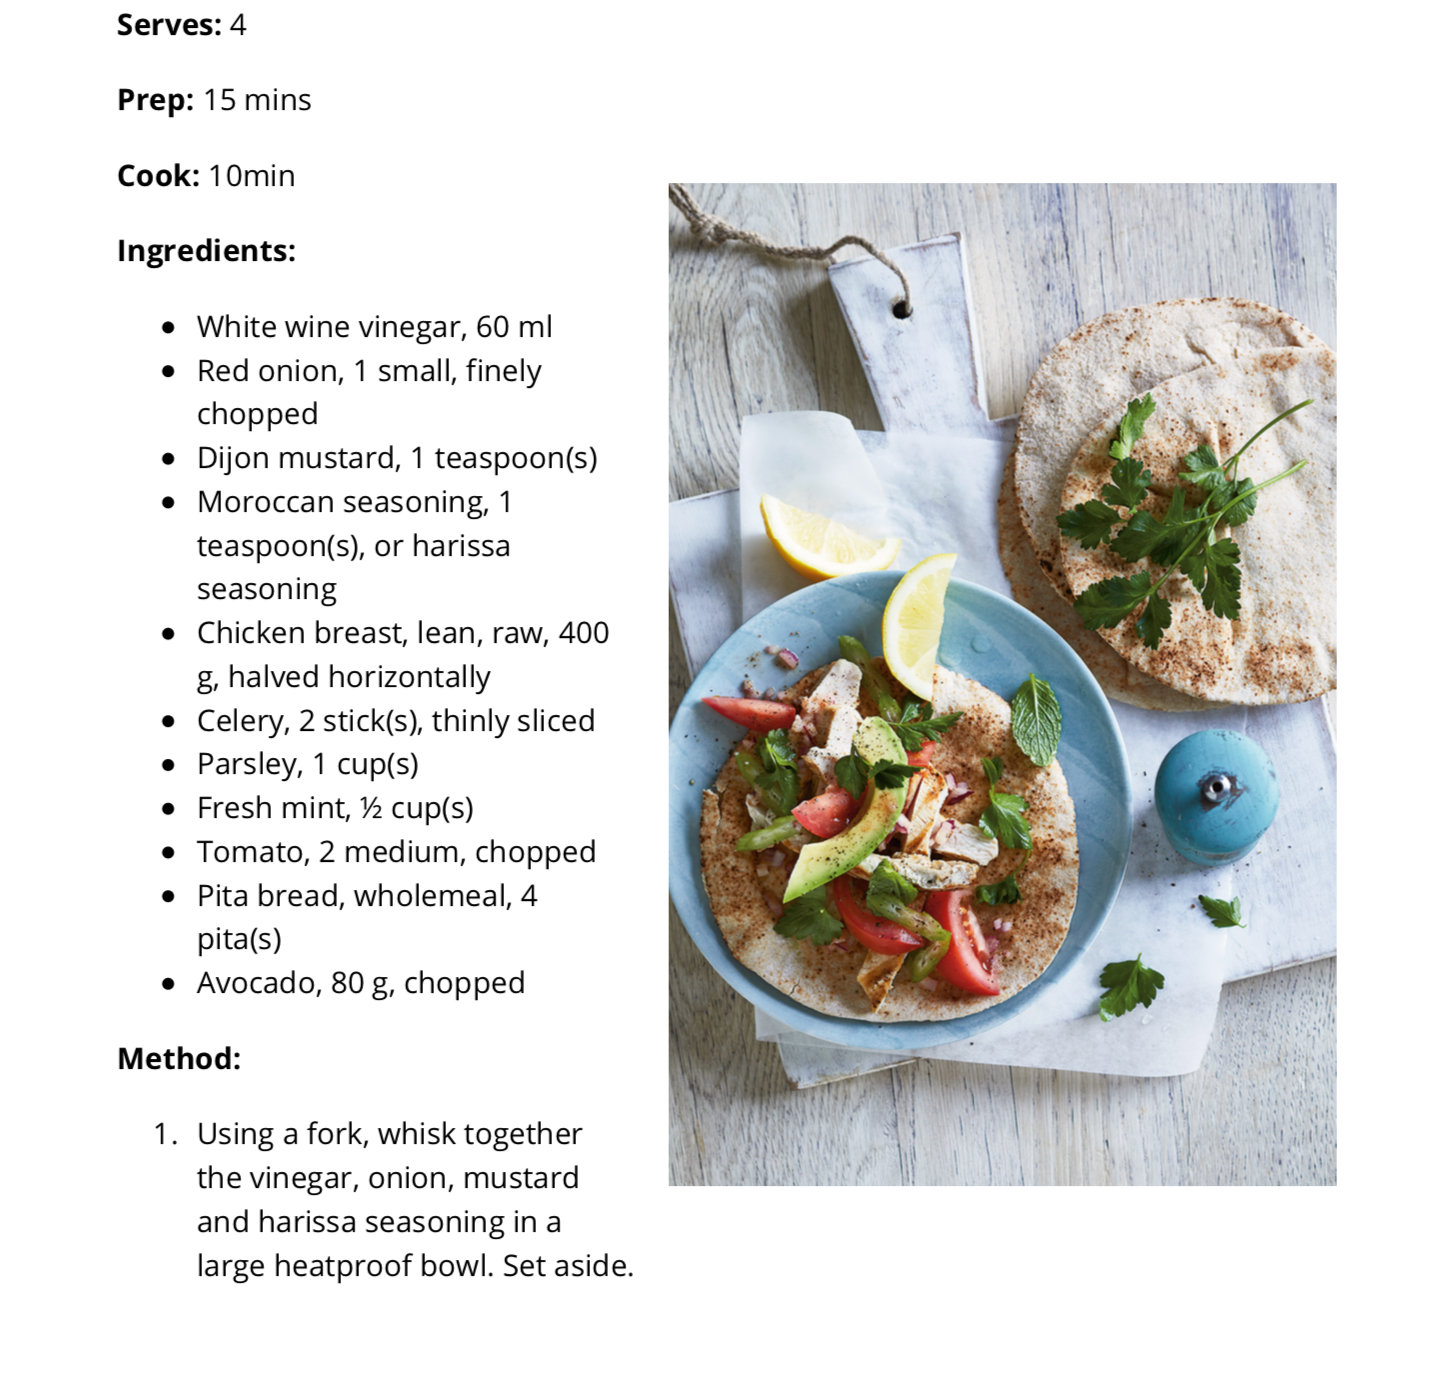 Serves: 4
Prep: 15 mins
Cook: 10min
Ingredients:
• White wine vinegar, 60 ml
• Red onion, 1 small, finely
chopped
• Dijon mustard, 1 teaspoon(s)
• Moroccan seasoning, 1
teaspoon(s), or harissa
seasoning
• Chicken breast, lean, raw, 400
g, halved horizontally
• Celery, 2 stick(s), thinly sliced
• Parsley, 1 cup(s)
• Fresh mint, ½ cup(s)
• Tomato, 2 medium, chopped
• Pita bread, wholemeal, 4
pita(s)
• Avocado, 80 g, chopped
Method:
1. Using a fork, whisk together
the vinegar, onion, mustard
and harissa seasoning in a
large heatproof bowl. Set aside.